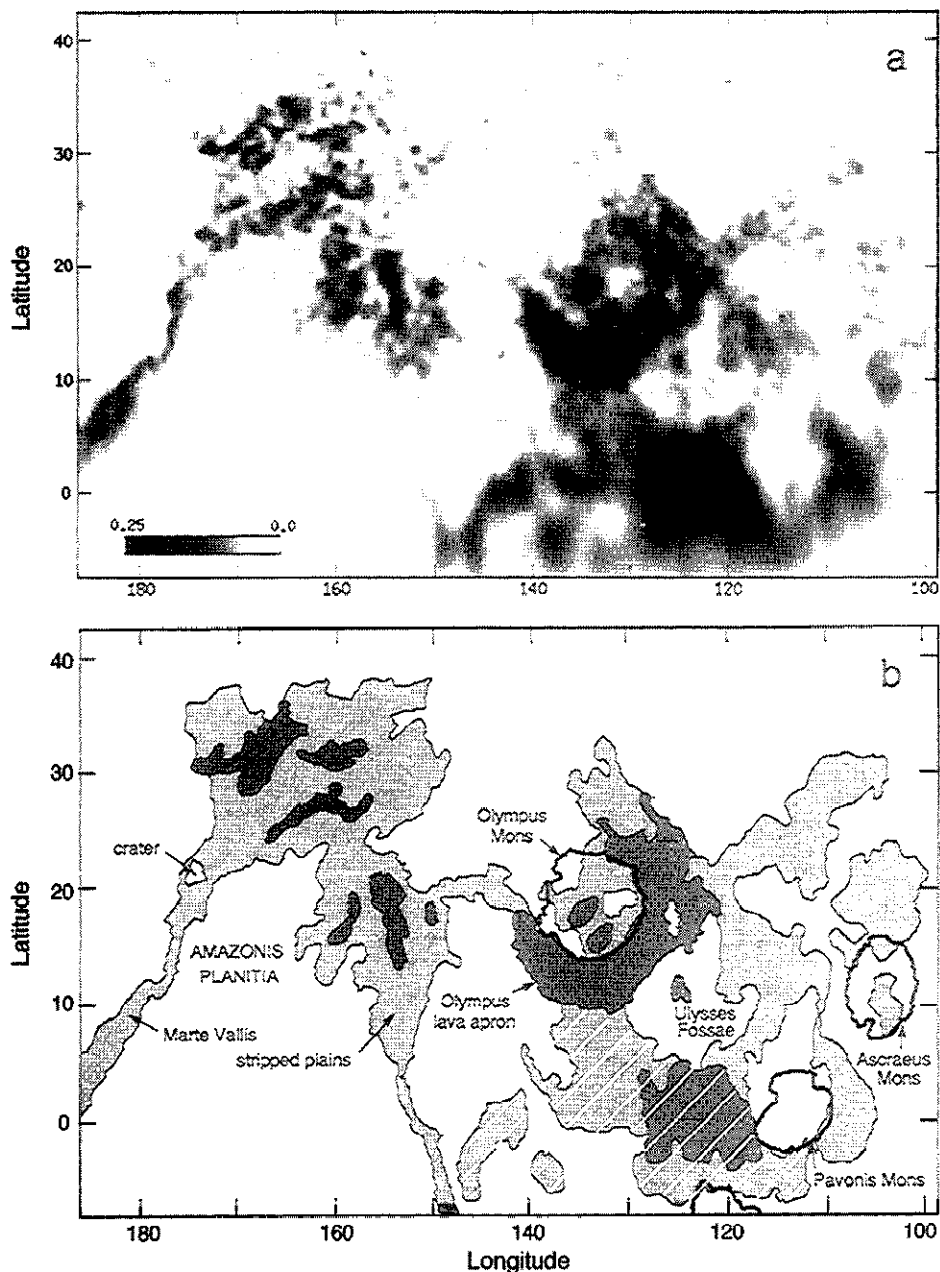 a
40
30
20
10
0
Latitude
0.25 0.0
180 160 140 120 100
b
40
30
20
10
0
Latitude
Olympus
Mons
crater
AMAZONIS
PLANITIA
Marte Vallis
stripped plains
Olympus
lava apron
Ulysses
Fossae
Ascraeus
Mons
Pavonis Mons
180 160 140 130 120 100
Longitude